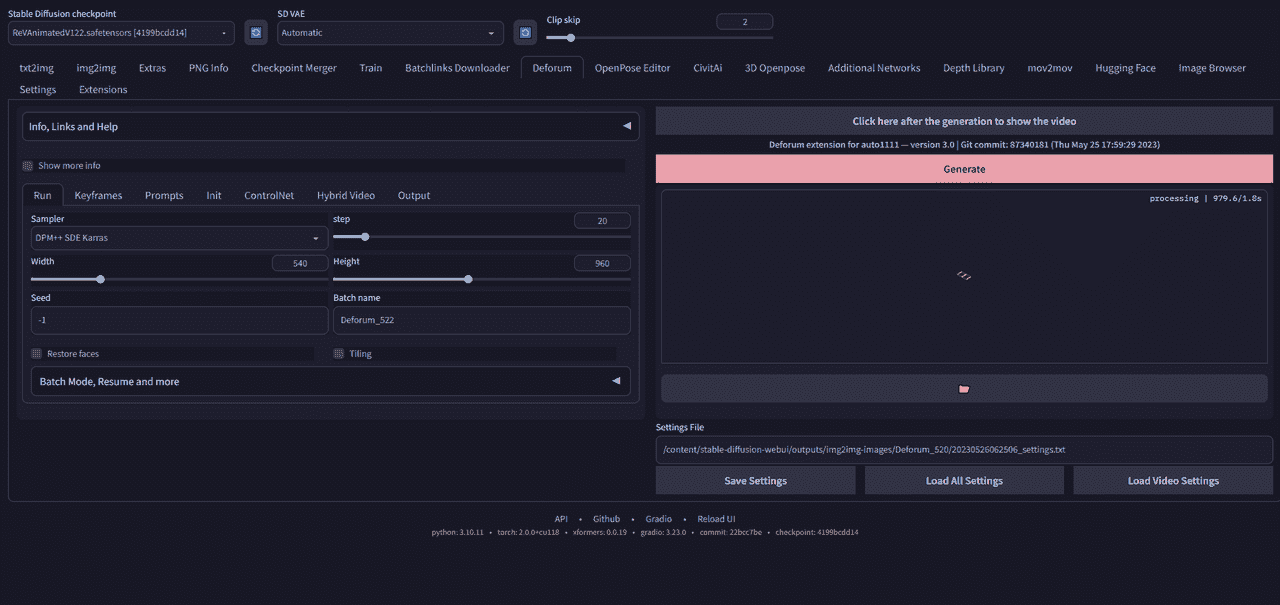 Stable Diffusion checkpoint
SD VAE
Clip skip
2
ReVAnimatedV122.safetensors [4199bcdd14]
Automatic
txt2img img2img Extras PNG Info Checkpoint Merger Train Batchlinks Downloader Deforum OpenPose Editor CivitAi 3D Openpose Additional Networks Depth Library mov2mov Hugging Face Image Browser
Settings Extensions
Info, Links and Help
Show more info
Run Keyframes Prompts Init ControlNet Hybrid Video Output
Sampler
DPM++ SDE Karras
step
20
Width
540
Height
960
Seed
-1
Batch name
Deforum_522
Restore faces
Tiling
Batch Mode, Resume and more
Click here after the generation to show the video
Deforum extension for auto1111 — version 3.0 | Git commit: 87340181 (Thu May 25 17:59:29 2023)
Generate
processing | 979.6/1.8s
Settings File
/content/stable-diffusion-webui/outputs/img2img-images/Deforum_520/20230526062506_settings.txt
Save Settings
Load All Settings
Load Video Settings
API • Github • Gradio • Reload UI
python: 3.10.11 • torch: 2.0.0+cu118 • xformers: 0.0.19 • gradio: 3.23.0 • commit: 22bcc7be • checkpoint: 4199bcdd14